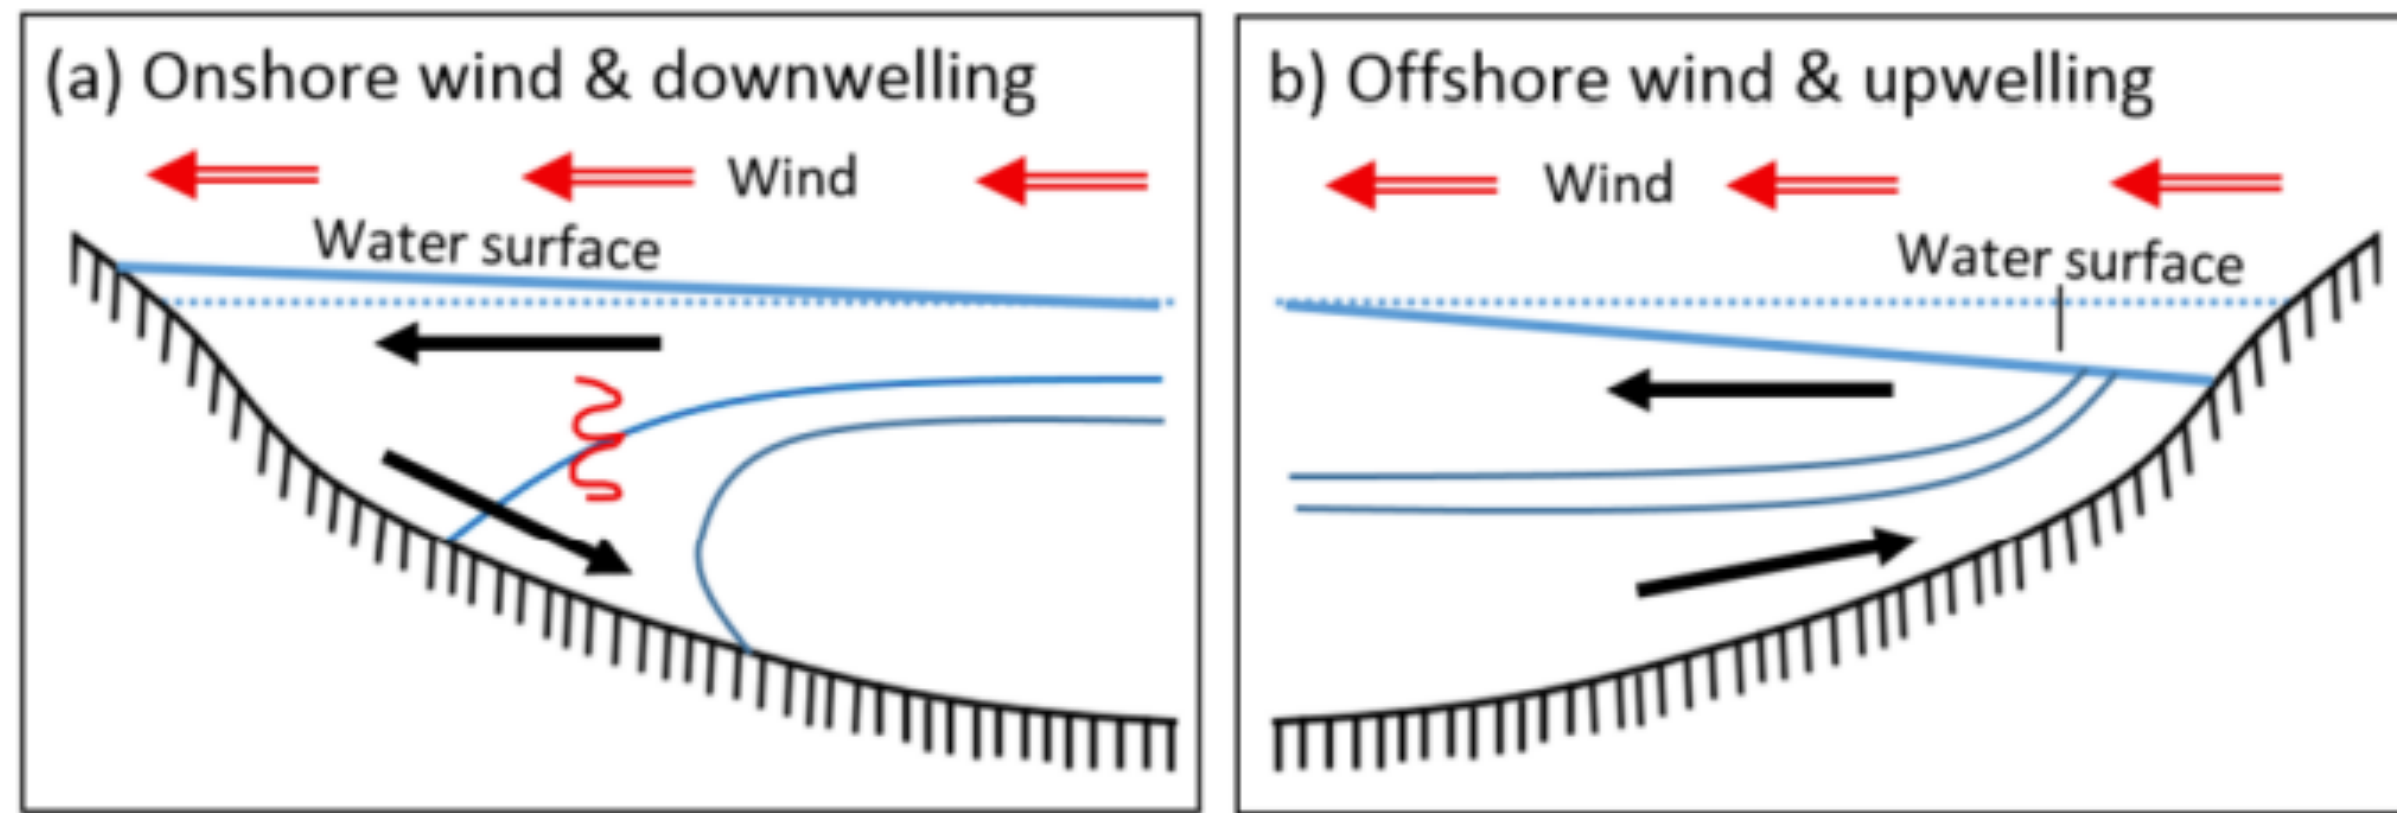 (a) Onshore wind & downwelling
Wind
Water surface
b) Offshore wind & upwelling
Wind
Water surface